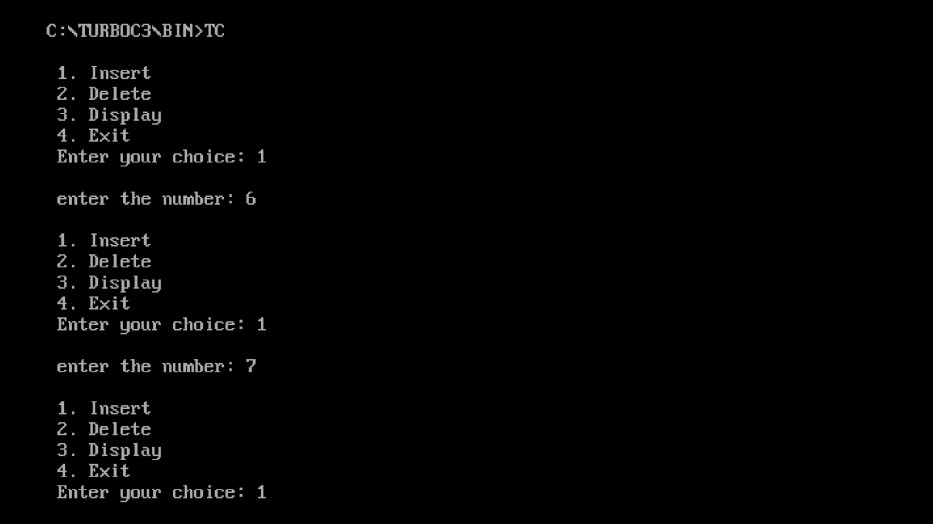 C:\TURBOC3\BIN>TC
1. Insert
2. Delete
3. Display
4. Exit
Enter your choice: 1
enter the number: 6
1. Insert
2. Delete
3. Display
4. Exit
Enter your choice: 1
enter the number: 7
1. Insert
2. Delete
3. Display
4. Exit
Enter your choice: 1